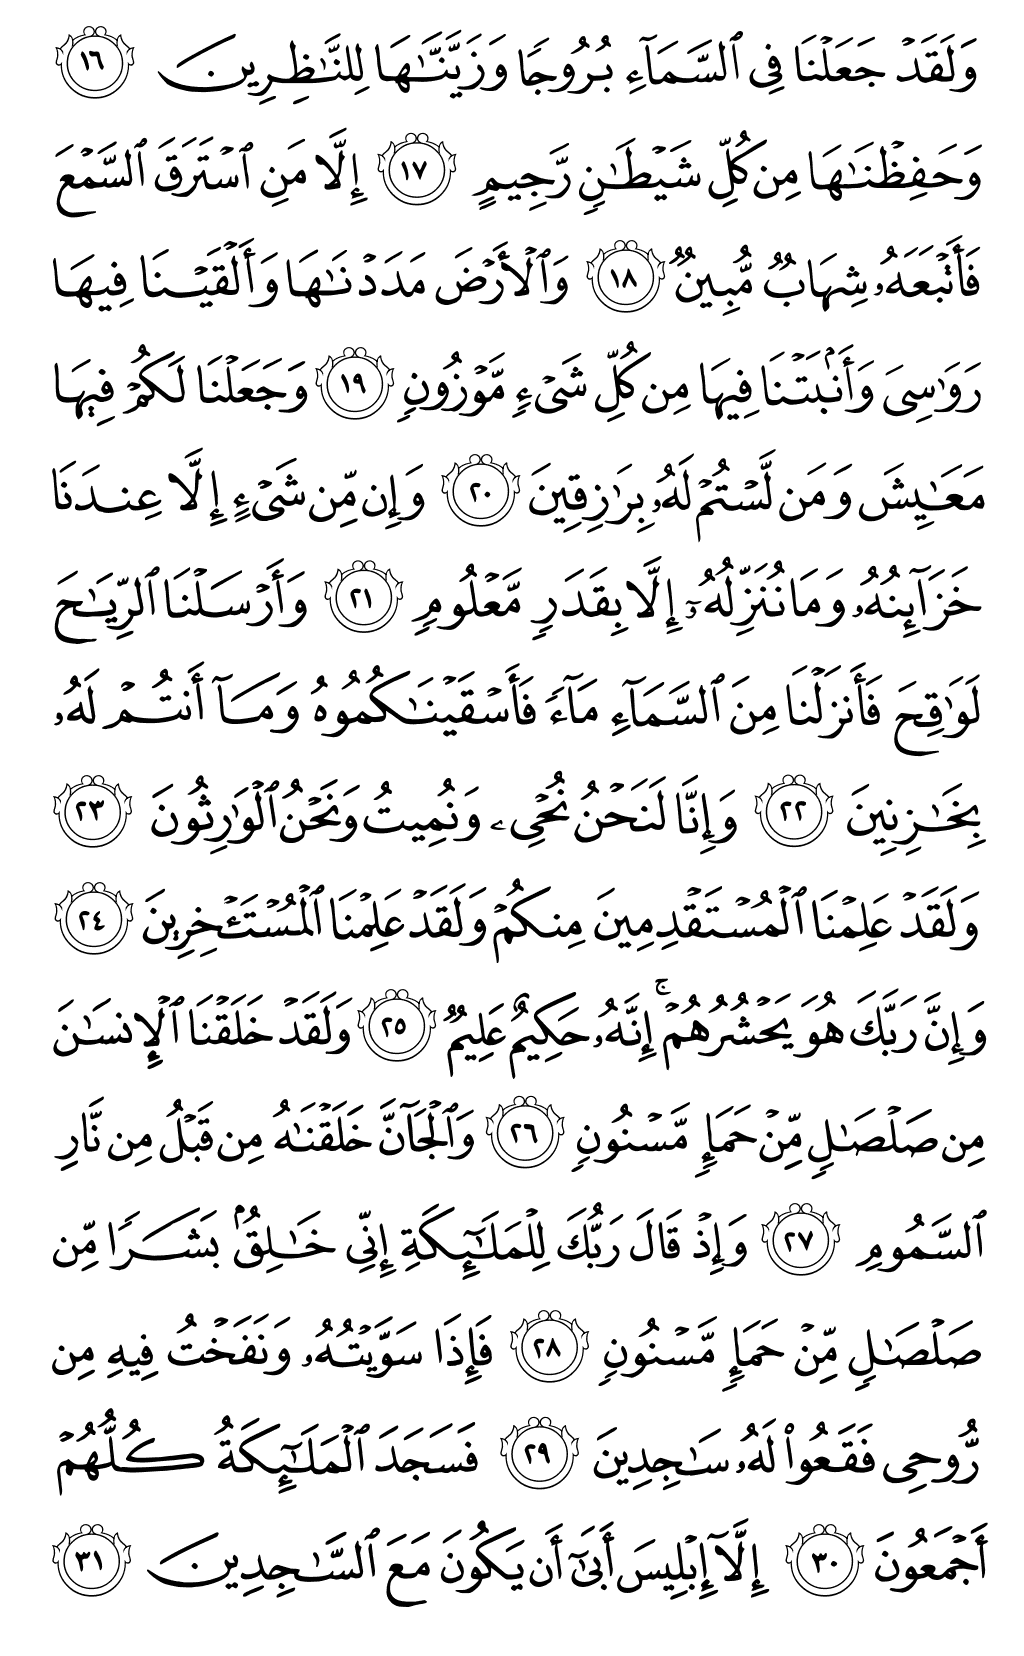 وَلَقَدْ جَعَلْنَا فِى ٱلسَّمَآءِ بُرُوجًا وَزَيَّنَّـٰهَا لِلنَّـٰظِرِينَ ١٦
وَحَفِظْنَـٰهَا مِن كُلِّ شَيْطَـٰنٍ رَّجِيمٍ ١٧ إِلَّا مَنِ ٱسْتَرَقَ ٱلسَّمْعَ
فَأَتْبَعَهُۥ شِهَابٌ مُّبِينٌ ١٨ وَٱلْأَرْضَ مَدَدْنَـٰهَا وَأَلْقَيْنَا فِيهَا
رَوَٰسِىَ وَأَنۢبَتْنَا فِيهَا مِن كُلِّ شَىْءٍ مَّوْزُونٍ ١٩ وَجَعَلْنَا لَكُمْ فِيهَا
مَعَـٰيِشَ وَمَن لَّسْتُمْ لَهُۥ بِرَٰزِقِينَ ٢٠ وَإِن مِّن شَىْءٍ إِلَّا عِندَنَا
خَزَآئِنُهُۥ وَمَا نُنَزِّلُهُۥٓ إِلَّا بِقَدَرٍ مَّعْلُومٍ ٢١ وَأَرْسَلْنَا ٱلرِّيَـٰحَ
لَوَٰقِحَ فَأَنزَلْنَا مِنَ ٱلسَّمَآءِ مَآءً فَأَسْقَيْنَـٰكُمُوهُ وَمَآ أَنتُمْ لَهُۥ
بِخَـٰزِنِينَ ٢٢ وَإِنَّا لَنَحْنُ نُحْىِۦ وَنُمِيتُ وَنَحْنُ ٱلْوَٰرِثُونَ ٢٣
وَلَقَدْ عَلِمْنَا ٱلْمُسْتَقْدِمِينَ مِنكُمْ وَلَقَدْ عَلِمْنَا ٱلْمُسْتَـْٔخِرِينَ ٢٤
وَإِنَّ رَبَّكَ هُوَ يَحْشُرُهُمْ ۚ إِنَّهُۥ حَكِيمٌ عَلِيمٌ ٢٥ وَلَقَدْ خَلَقْنَا ٱلْإِنسَـٰنَ
مِن صَلْصَـٰلٍ مِّنْ حَمَإٍ مَّسْنُونٍ ٢٦ وَٱلْجَآنَّ خَلَقْنَـٰهُ مِن قَبْلُ مِن نَّارِ
ٱلسَّمُومِ ٢٧ وَإِذْ قَالَ رَبُّكَ لِلْمَلَـٰٓئِكَةِ إِنِّى خَـٰلِقٌۢ بَشَرًا مِّن
صَلْصَـٰلٍ مِّنْ حَمَإٍ مَّسْنُونٍ ٢٨ فَإِذَا سَوَّيْتُهُۥ وَنَفَخْتُ فِيهِ مِن
رُّوحِى فَقَعُوا۟ لَهُۥ سَـٰجِدِينَ ٢٩ فَسَجَدَ ٱلْمَلَـٰٓئِكَةُ كُلُّهُمْ
أَجْمَعُونَ ٣٠ إِلَّآ إِبْلِيسَ أَبَىٰٓ أَن يَكُونَ مَعَ ٱلسَّـٰجِدِينَ ٣١